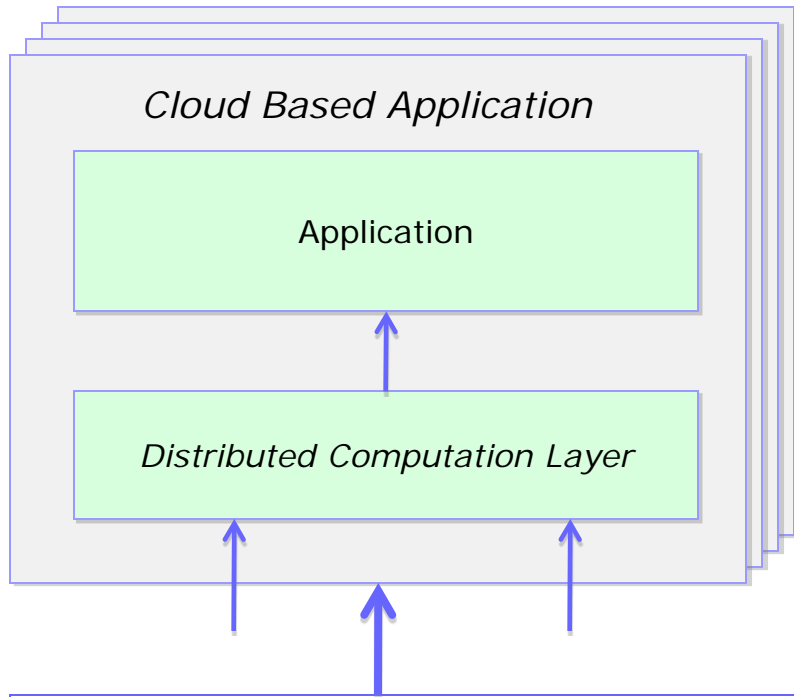 Cloud Based Application
Application
Distributed Computation Layer